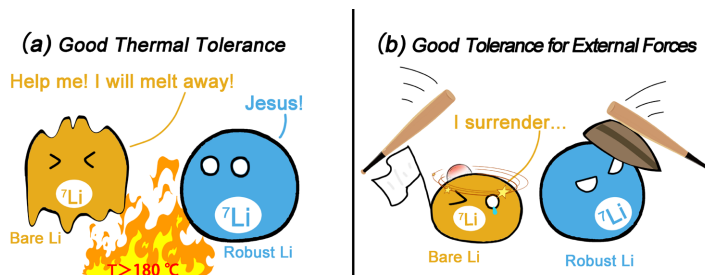 (a) Good Thermal Tolerance
Help me! I will melt away!
Jesus!
⁷Li
⁷Li
Bare Li
Robust Li
T＞180 ℃
(b) Good Tolerance for External Forces
I surrender...
⁷Li
⁷Li
Bare Li
Robust Li